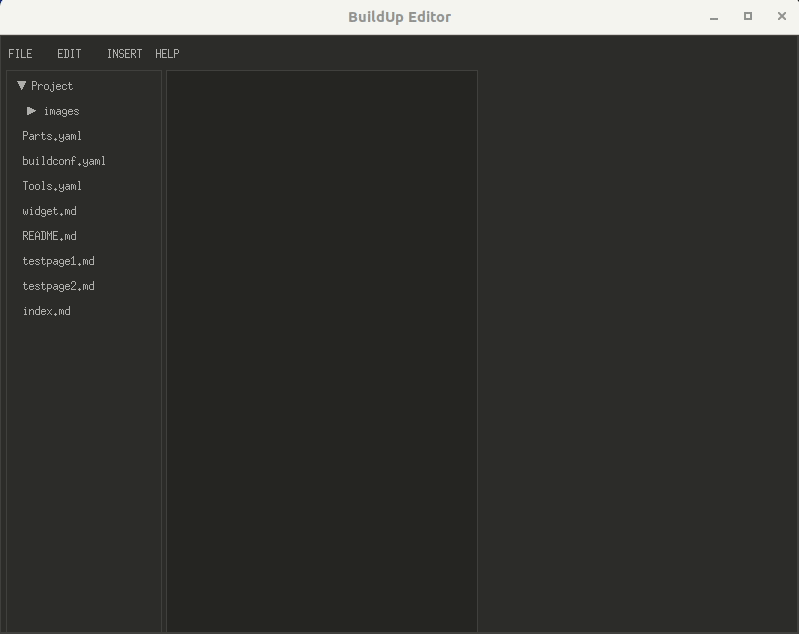 BuildUp Editor
FILE EDIT INSERT HELP
Project
images
Parts.yaml
buildconf.yaml
Tools.yaml
widget.md
README.md
testpage1.md
testpage2.md
index.md